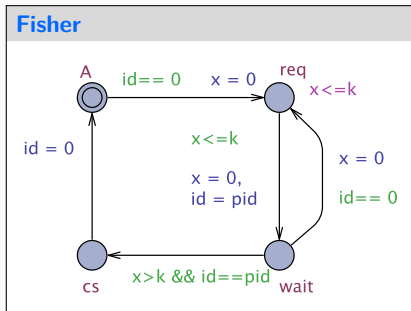 Fisher
A
id== 0
x = 0
req
x<=k
id = 0
x<=k
x = 0,
id = pid
x = 0
id== 0
cs
x>k && id==pid
wait